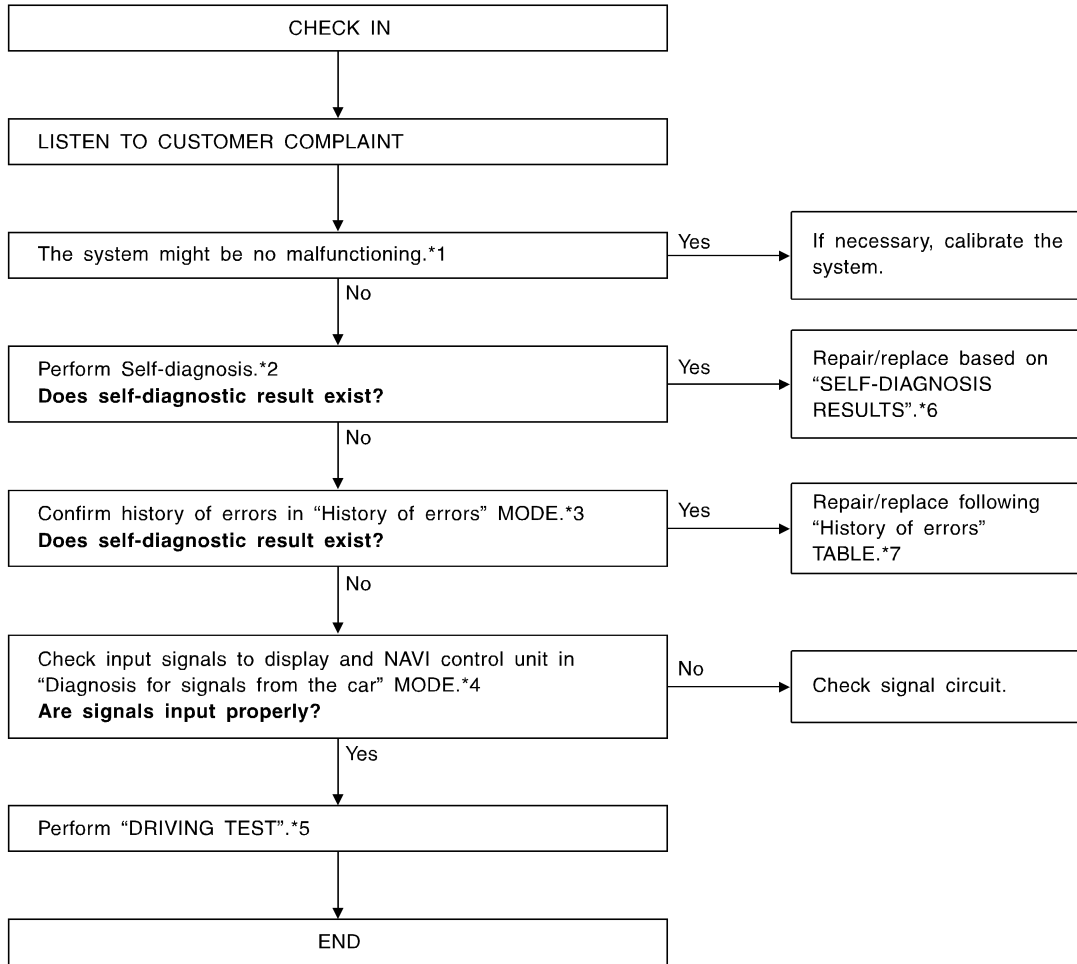 CHECK IN
LISTEN TO CUSTOMER COMPLAINT
The system might be no malfunctioning.*1
Yes
If necessary, calibrate the
system.
No
Perform Self-diagnosis.*2
Does self-diagnostic result exist?
Yes
Repair/replace based on
“SELF-DIAGNOSIS
RESULTS”.*6
No
Confirm history of errors in “History of errors” MODE.*3
Does self-diagnostic result exist?
Yes
Repair/replace following
“History of errors”
TABLE.*7
No
Check input signals to display and NAVI control unit in
“Diagnosis for signals from the car” MODE.*4
Are signals input properly?
No
Check signal circuit.
Yes
Perform “DRIVING TEST”.*5
END